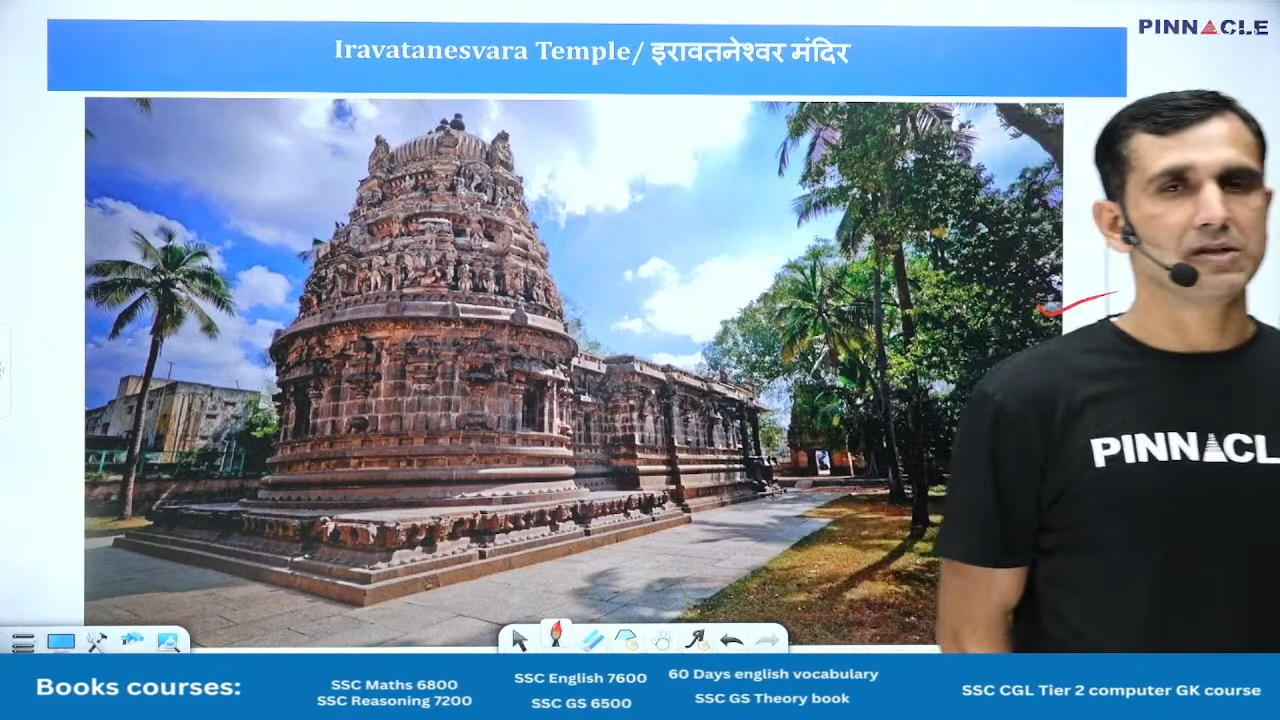 PINNACLE
Iravatanesvara Temple/ इरावतनेश्वर मंदिर
PINNACL
Books courses:
SSC Maths 6800
SSC Reasoning 7200
SSC English 7600
SSC GS 6500
60 Days english vocabulary
SSC GS Theory book
SSC CGL Tier 2 computer GK course